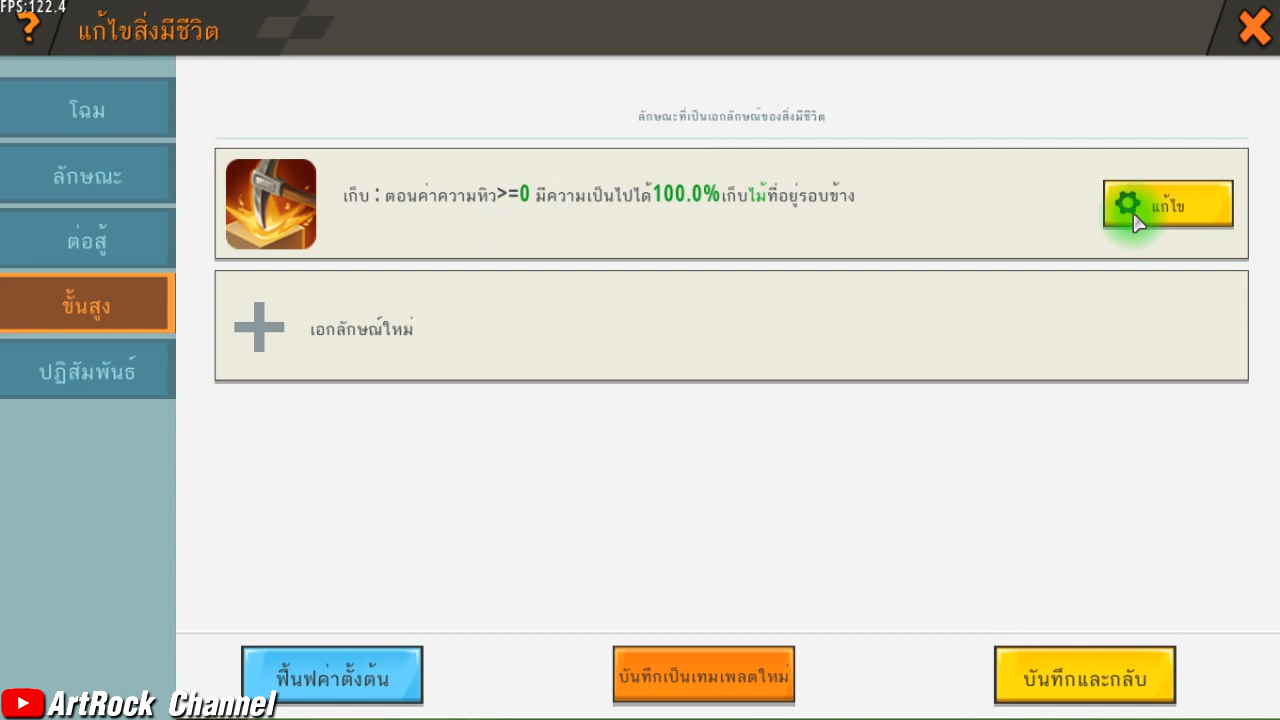 FPS:122.4
? แก้ไขสิ่งมีชีวิต
โฉม
ลักษณะ
ต่อสู้
ขั้นสูง
ปฏิสัมพันธ์
ลักษณะที่เป็นเอกลักษณ์ของสิ่งมีชีวิต
เก็บ : ตอนค่าความหิว>=0 มีความเป็นไปได้100.0%เก็บไม้ที่อยู่รอบข้าง
แก้ไข
เอกลักษณ์ใหม่
ฟื้นฟค่าตั้งต้น
บันทึกเป็นเทมเพลตใหม่
บันทึกและกลับ
ArtRock Channel